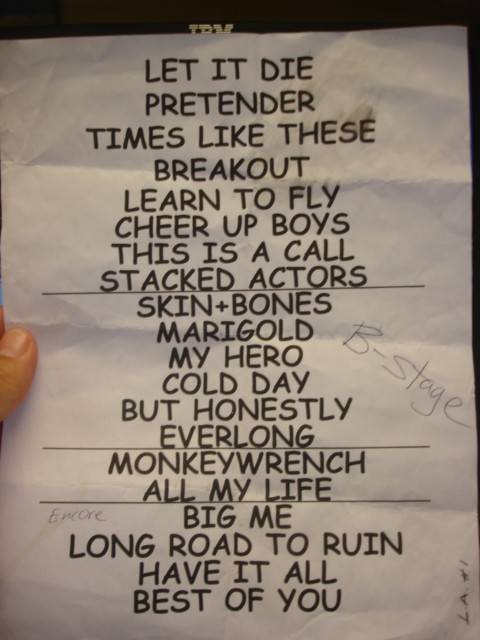 IBM
LET IT DIE
PRETENDER
TIMES LIKE THESE
BREAKOUT
LEARN TO FLY
CHEER UP BOYS
THIS IS A CALL
STACKED ACTORS
SKIN+BONES
MARIGOLD
B-Stage
MY HERO
COLD DAY
BUT HONESTLY
EVERLONG
MONKEYWRENCH
ALL MY LIFE
Encore
BIG ME
LONG ROAD TO RUIN
HAVE IT ALL
BEST OF YOU
L.A. #1